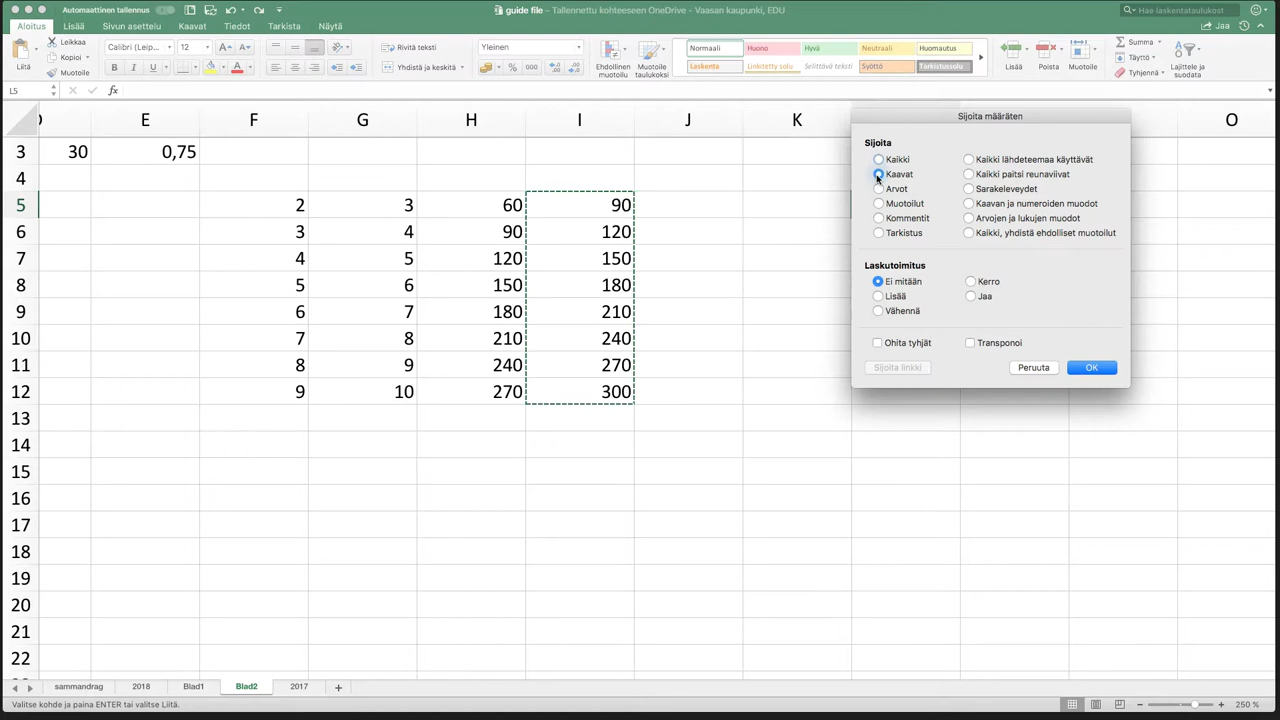 Automaattinen tallennus
guide file – Tallennettu kohteeseen OneDrive - Vaasan kaupunki, EDU
Hae laskentataulukost
Aloitus Lisää Sivun asettelu Kaavat Tiedot Tarkista Näytä
Jaa
Liitä
Leikkaa
Kopioi
Muotoile
Calibri (Leip... 12
B I U
Rivitä teksti
Yhdistä ja keskitä
Yleinen
% 000
Ehdollinen muotoilu
Muotoile taulukoksi
Normaali Huono Hyvä Neutraali Huomautus
Laskenta Linkitetty solu Selittävä teksti Syöttö Tarkistussolu
Lisää Poista Muotoile
Summa
Täyttö
Tyhjennä
Lajittele ja suodata
L5 fx
E F G H I J K O
3 30 0,75
4
5 2 3 60 90
6 3 4 90 120
7 4 5 120 150
8 5 6 150 180
9 6 7 180 210
10 7 8 210 240
11 8 9 240 270
12 9 10 270 300
13
14
15
16
17
18
19
20
21
22
Sijoita määräten
Sijoita
Kaikki Kaikki lähdeteemaa käyttävät
Kaavat Kaikki paitsi reunaviivat
Arvot Sarakeleveydet
Muotoilut Kaavan ja numeroiden muodot
Kommentit Arvojen ja lukujen muodot
Tarkistus Kaikki, yhdistä ehdolliset muotoilut
Laskutoimitus
Ei mitään Kerro
Lisää Jaa
Vähennä
Ohita tyhjät Transponoi
Sijoita linkki Peruuta OK
sammandrag 2018 Blad1 Blad2 2017
Valitse kohde ja paina ENTER tai valitse Liitä.
250 %